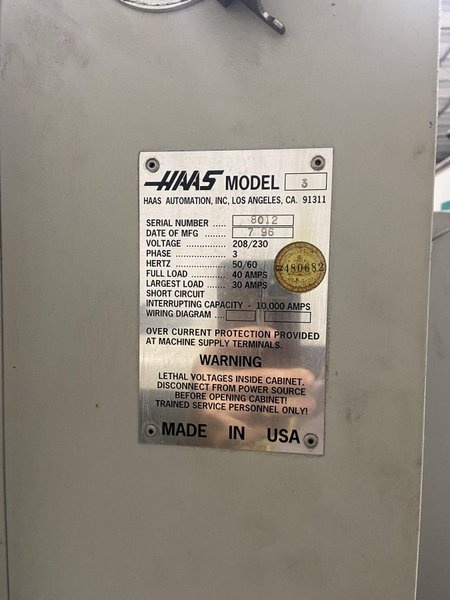 HAAS MODEL 3
HAAS AUTOMATION, INC, LOS ANGELES, CA. 91311
SERIAL NUMBER ..... 8012
DATE OF MFG ........ 7 96
VOLTAGE ............... 208/230
PHASE .................. 3
HERTZ .................. 50/60
FULL LOAD ............ 40 AMPS
LARGEST LOAD ..... 30 AMPS
SHORT CIRCUIT
INTERRUPTING CAPACITY - 10,000 AMPS
WIRING DIAGRAM ....
480682
OVER CURRENT PROTECTION PROVIDED
AT MACHINE SUPPLY TERMINALS.
WARNING
LETHAL VOLTAGES INSIDE CABINET.
DISCONNECT FROM POWER SOURCE
BEFORE OPENING CABINET!
TRAINED SERVICE PERSONNEL ONLY!
MADE IN USA